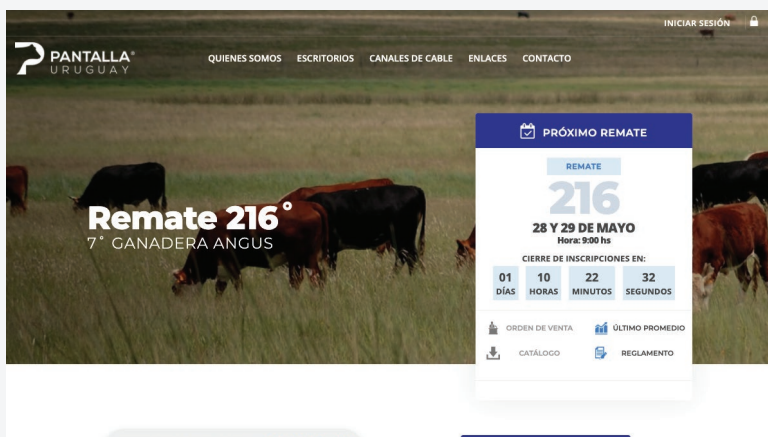 INICIAR SESIÓN
PANTALLA®
URUGUAY
QUIENES SOMOS ESCRITORIOS CANALES DE CABLE ENLACES CONTACTO
PRÓXIMO REMATE
REMATE
216
28 Y 29 DE MAYO
Hora: 9:00 hs
CIERRE DE INSCRIPCIONES EN:
01 10 22 32
DÍAS HORAS MINUTOS SEGUNDOS
ORDEN DE VENTA ÚLTIMO PROMEDIO
CATÁLOGO REGLAMENTO
Remate 216°
7° GANADERA ANGUS